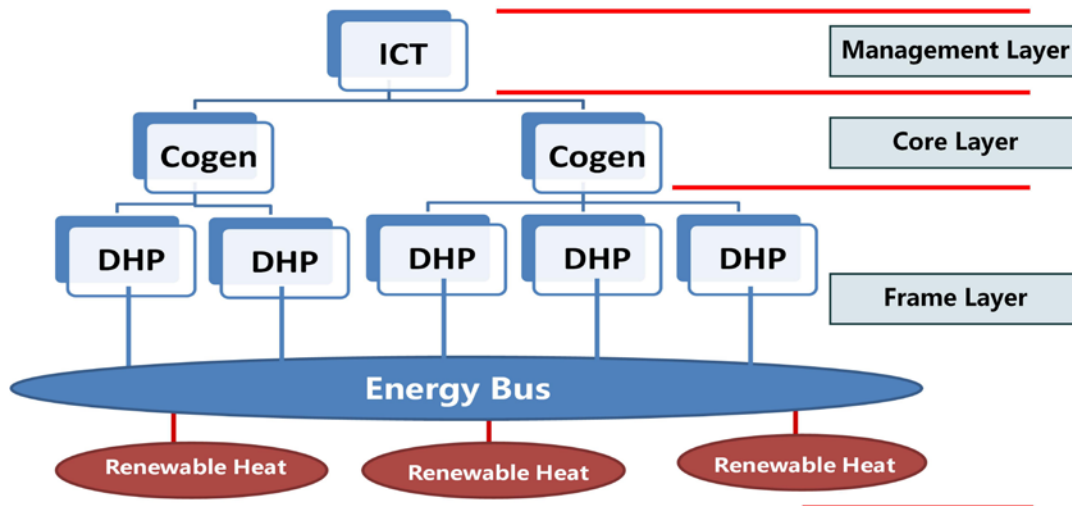 ICT
Management Layer
Cogen
Cogen
Core Layer
DHP
DHP
DHP
DHP
DHP
Frame Layer
Energy Bus
Renewable Heat
Renewable Heat
Renewable Heat